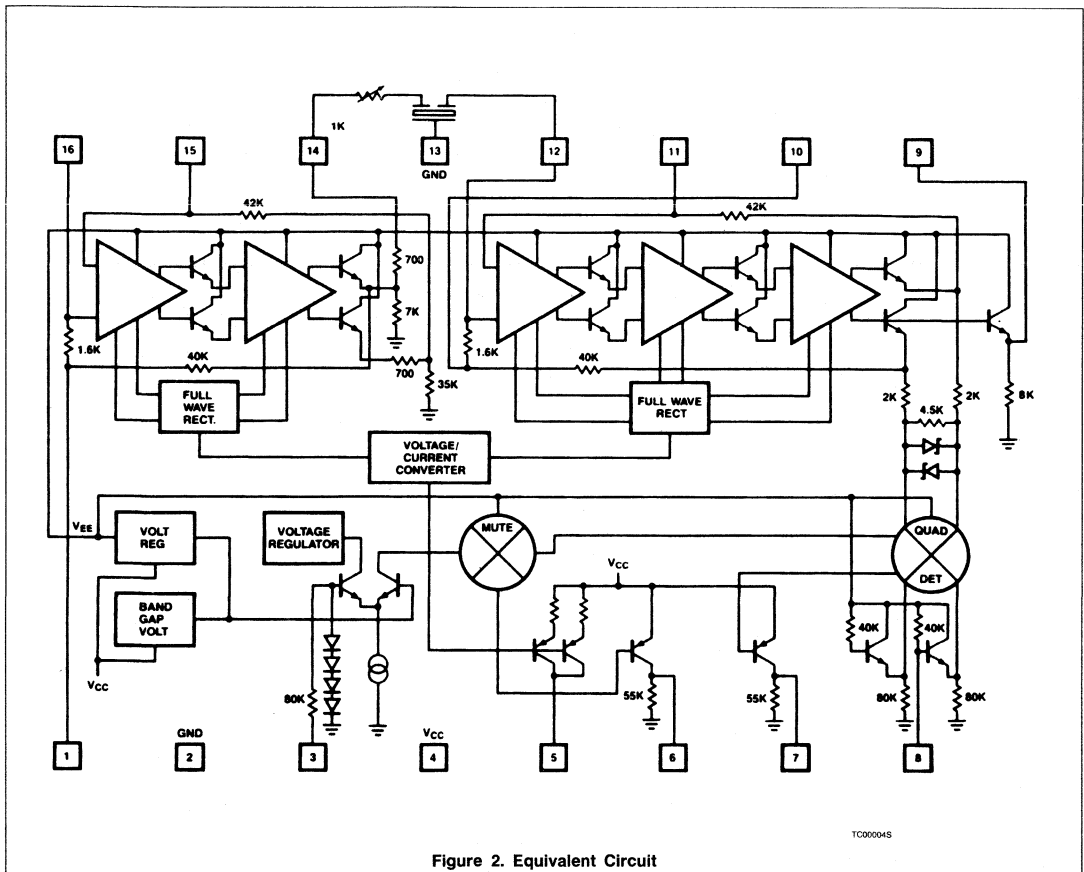 1K
16
15
14
13
12
11
10
9
GND
42K
42K
700
7K
1.6K
40K
700
35K
1.6K
40K
2K
2K
8K
4.5K
FULL
WAVE
RECT.
FULL WAVE
RECT
VOLTAGE/
CURRENT
CONVERTER
VEE
VOLT
REG
VOLTAGE
REGULATOR
MUTE
QUAD
DET
VCC
BAND
GAP
VOLT
40K
40K
VCC
80K
55K
55K
80K
80K
GND
VCC
1
2
3
4
5
6
7
8
TC00004S
Figure 2. Equivalent Circuit